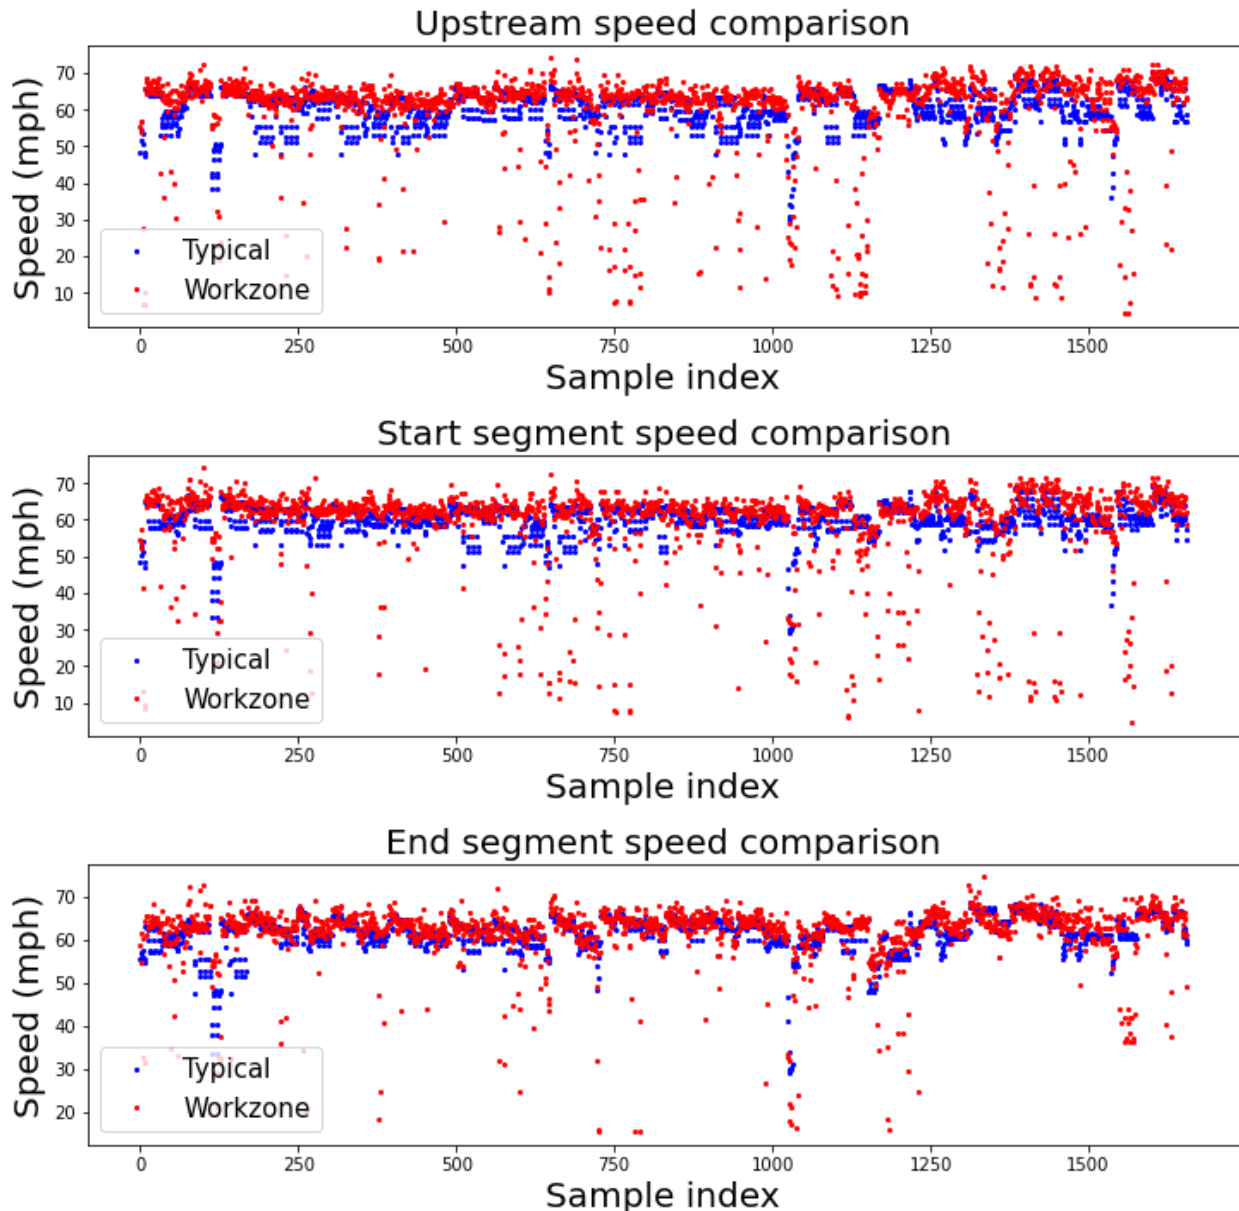 Upstream speed comparison
Speed (mph)
70
60
50
40
30
20
10
Typical
Workzone
0 250 500 750 1000 1250 1500
Sample index
Start segment speed comparison
Speed (mph)
70
60
50
40
30
20
10
Typical
Workzone
0 250 500 750 1000 1250 1500
Sample index
End segment speed comparison
Speed (mph)
70
60
50
40
30
20
Typical
Workzone
0 250 500 750 1000 1250 1500
Sample index